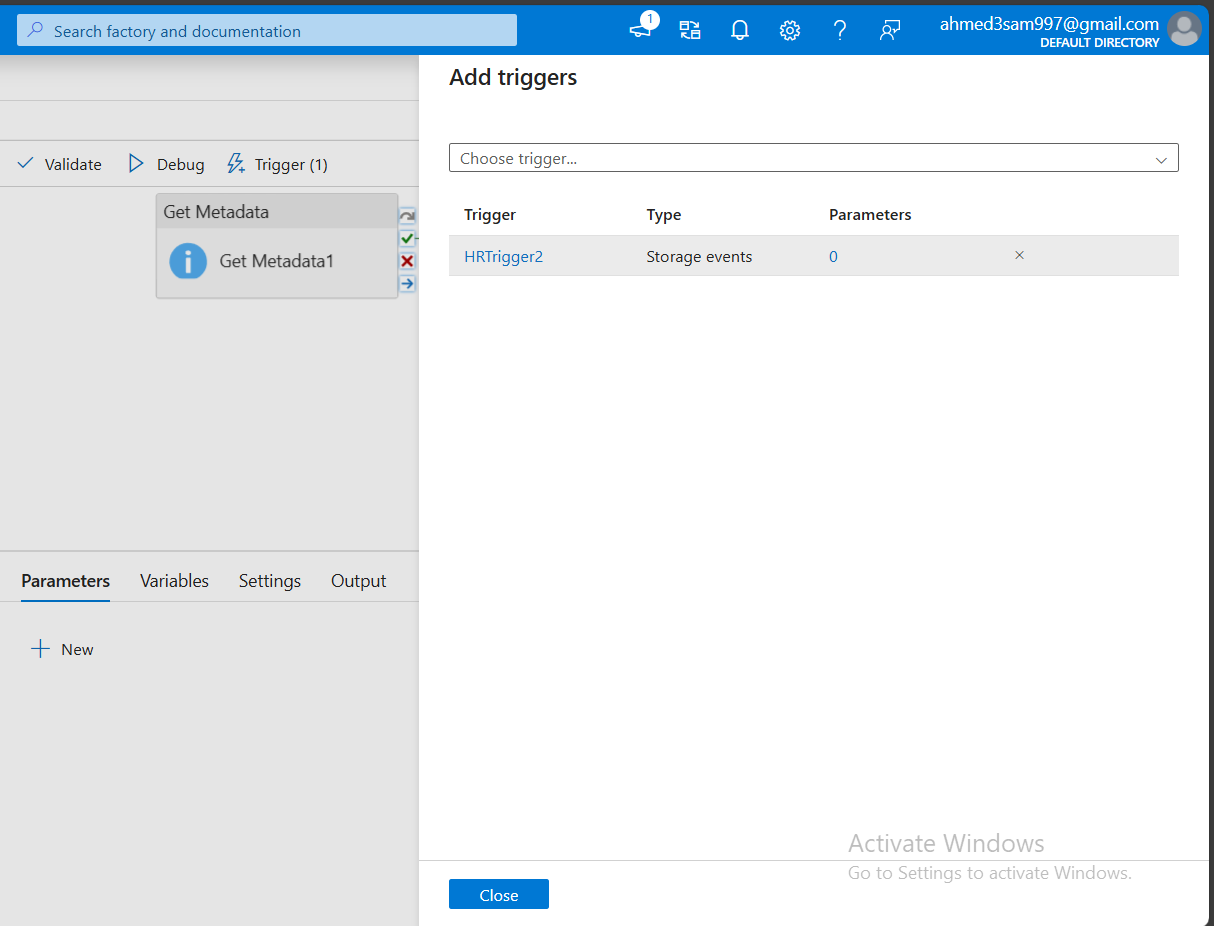 Search factory and documentation
1
ahmed3sam997@gmail.com
DEFAULT DIRECTORY
Add triggers
Choose trigger...
Validate
Debug
Trigger (1)
Trigger
Type
Parameters
HRTrigger2
Storage events
0
Get Metadata
Get Metadata1
Parameters
Variables
Settings
Output
New
Activate Windows
Go to Settings to activate Windows.
Close